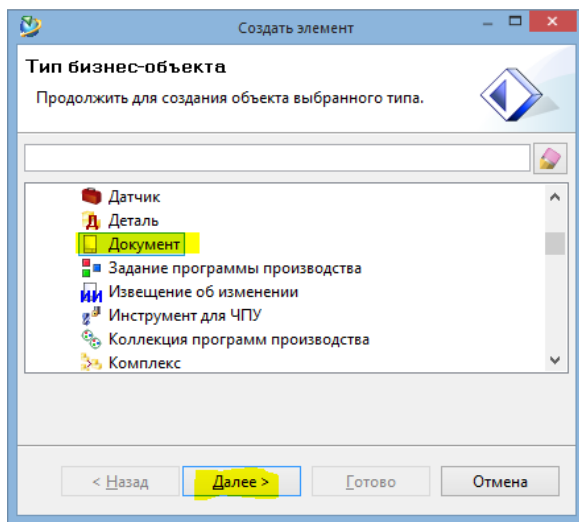 Создать элемент
Тип бизнес-объекта
Продолжить для создания объекта выбранного типа.
Датчик
Деталь
Документ
Задание программы производства
Извещение об изменении
Инструмент для ЧПУ
Коллекция программ производства
Комплекс
< Назад Далее > Готово Отмена